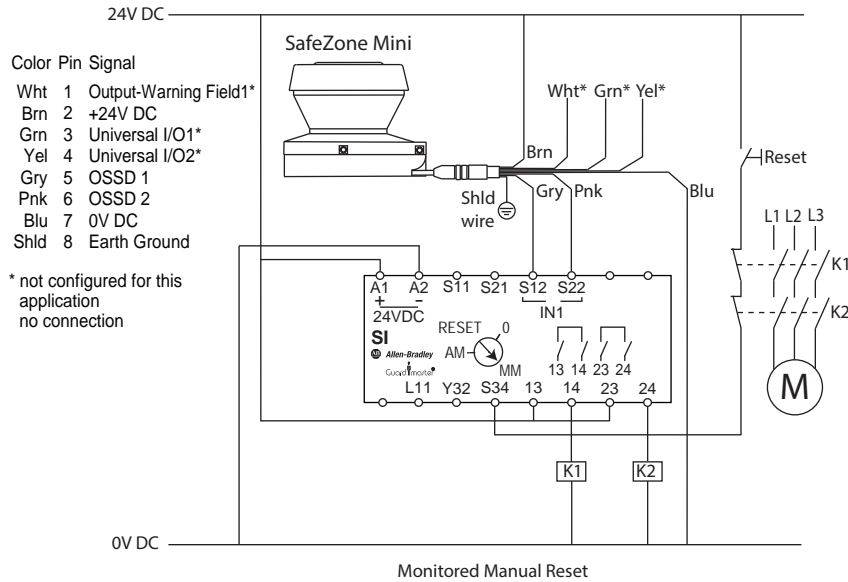 24V DC
SafeZone Mini
Color Pin Signal
Wht 1 Output-Warning Field1*
Brn 2 +24V DC
Grn 3 Universal I/O1*
Yel 4 Universal I/O2*
Gry 5 OSSD 1
Pnk 6 OSSD 2
Blu 7 0V DC
Shld 8 Earth Ground
* not configured for this
application
no connection
Wht* Grn* Yel*
Brn
Shld
wire
Gry Pnk
Blu
Reset
L1 L2 L3
K1
K2
M
A1 A2 S11 S21 S12 S22
+ −
24VDC
IN1
SI
AB Allen-Bradley
Guardmaster
RESET 0
AM
MM
13 14 23 24
L11 Y32 S34 13 14 23 24
K1 K2
0V DC
Monitored Manual Reset